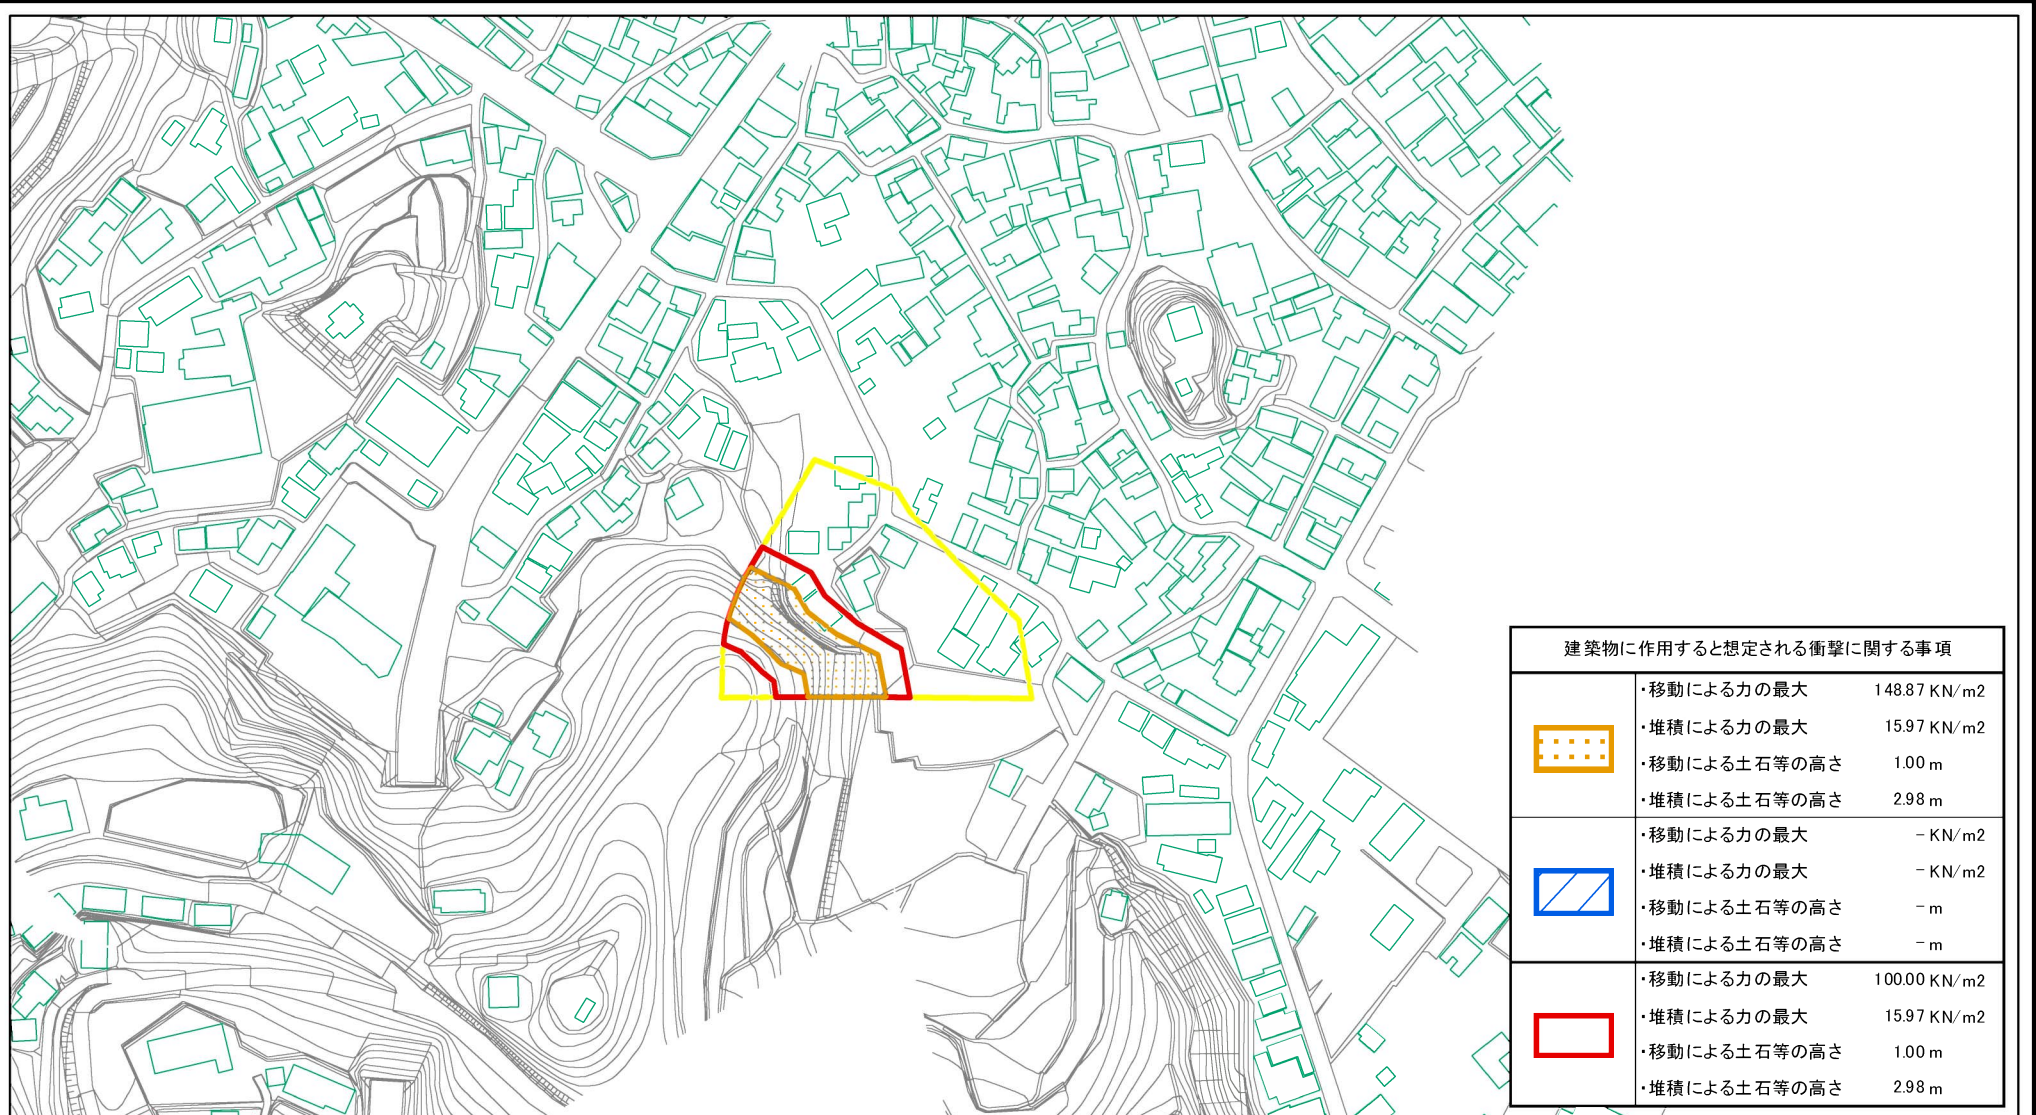 建築物に作用すると想定される衝撃に関する事項
・移動による力の最大 148.87 KN/m2
・堆積による力の最大 15.97 KN/m2
・移動による土石等の高さ 1.00 m
・堆積による土石等の高さ 2.98 m
・移動による力の最大 - KN/m2
・堆積による力の最大 - KN/m2
・移動による土石等の高さ - m
・堆積による土石等の高さ - m
・移動による力の最大 100.00 KN/m2
・堆積による力の最大 15.97 KN/m2
・移動による土石等の高さ 1.00 m
・堆積による土石等の高さ 2.98 m